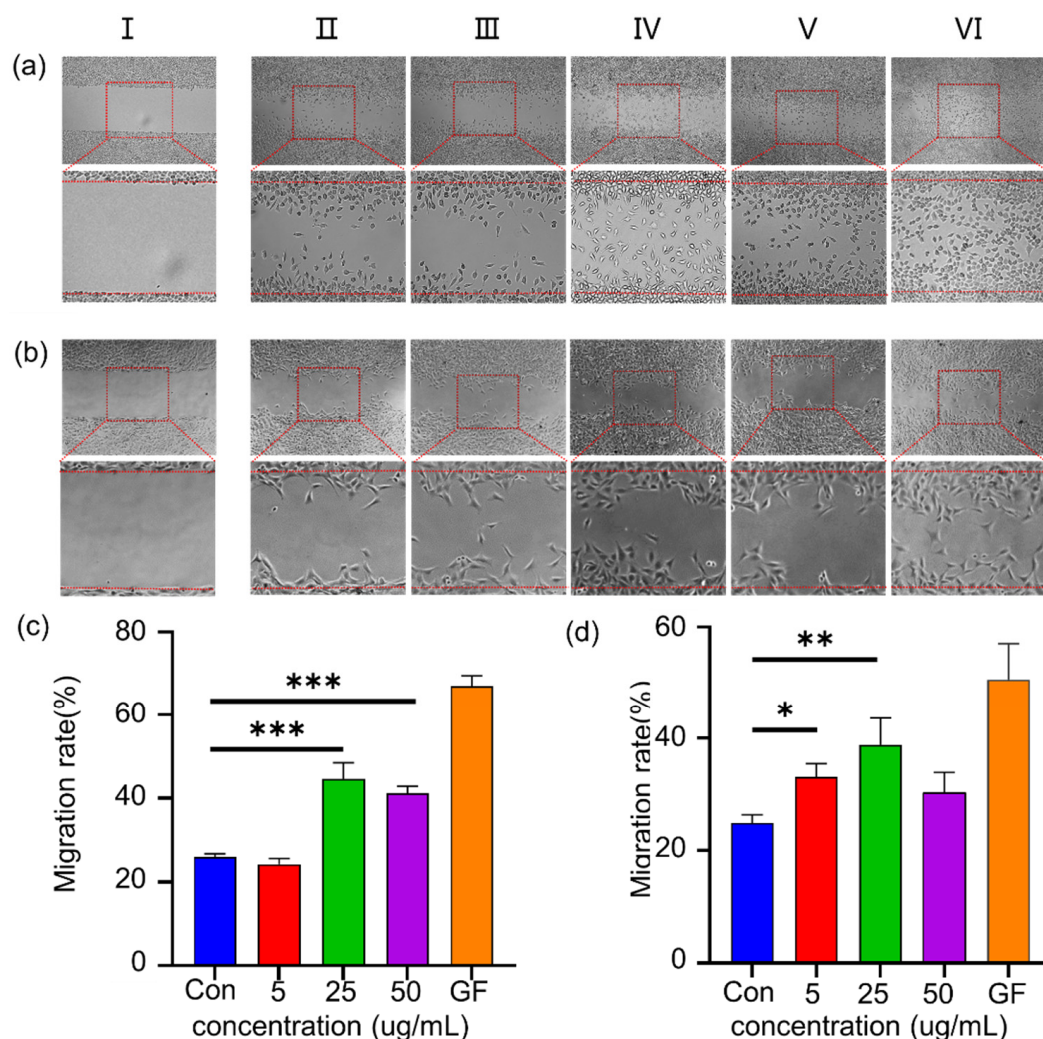 I II III IV V VI
(a)
(b)
(c)
80
60
40
20
0
Migration rate(%)
***
***
Con 5 25 50 GF
concentration (ug/mL)
(d)
60
40
20
0
Migration rate(%)
**
*
Con 5 25 50 GF
concentration (ug/mL)